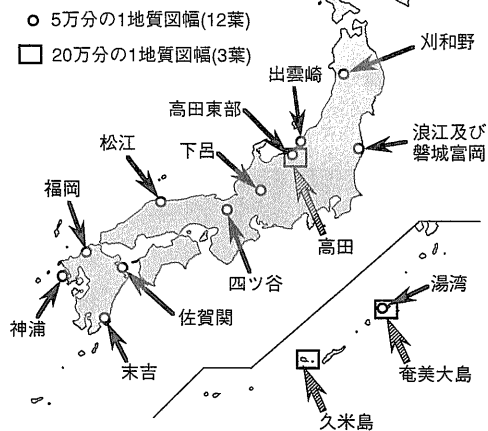 5万分の1地質図幅(12葉)
20万分の1地質図幅(3葉)
刈和野
出雲崎
高田東部
浪江及び
磐城富岡
松江
下呂
福岡
高田
四ツ谷
湯湾
神浦
佐賀関
末吉
奄美大島
久米島